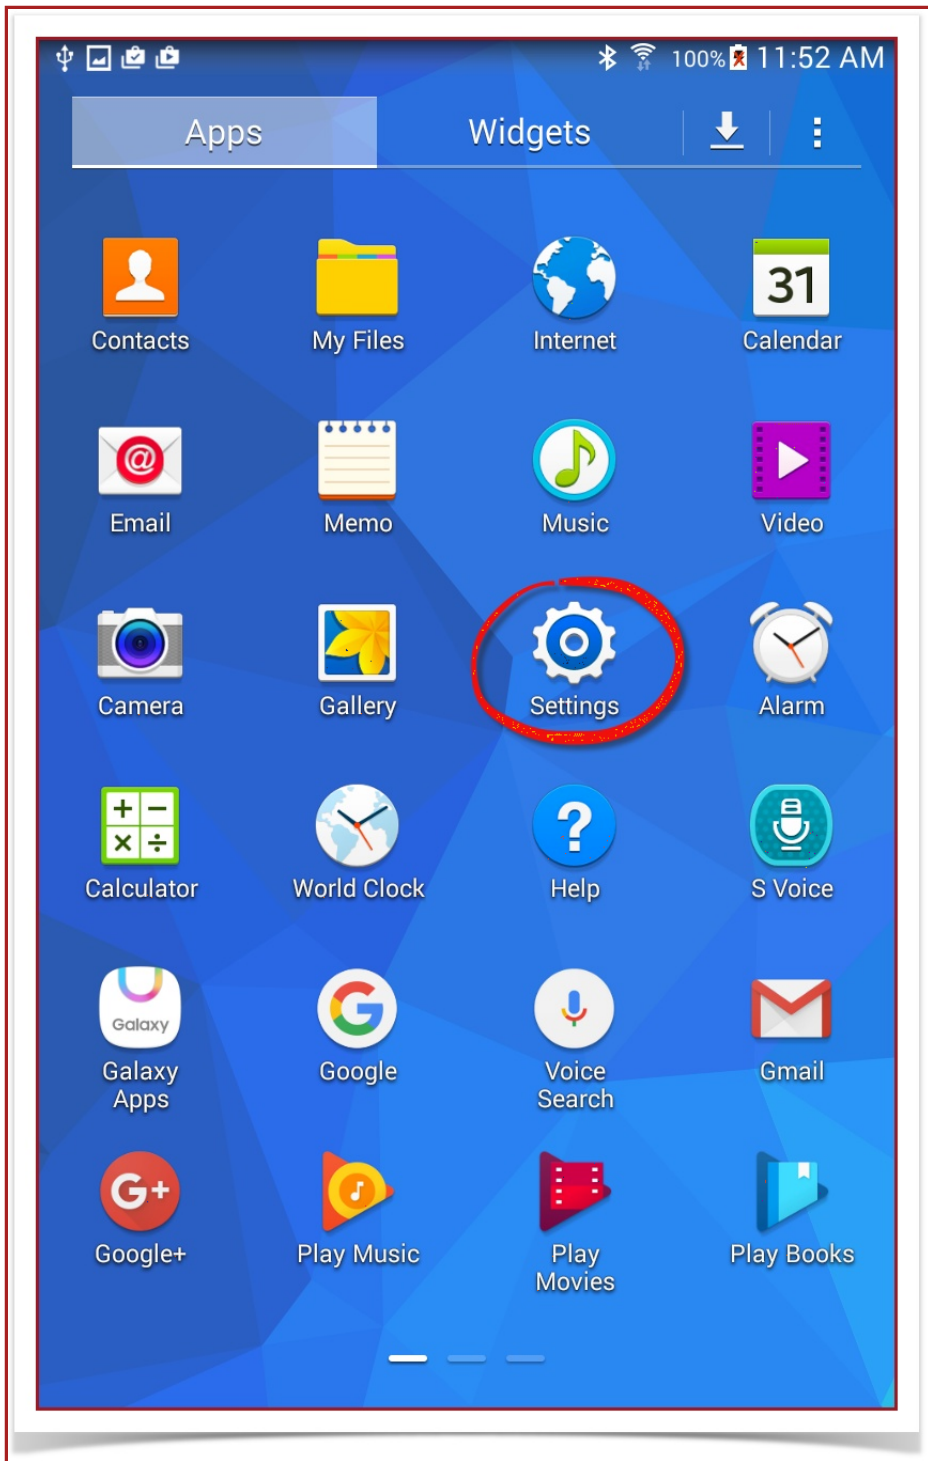 100% 11:52 AM
Apps Widgets
31
Contacts My Files Internet Calendar
@
Email Memo Music Video
Camera Gallery Settings Alarm
+ − × ÷
?
Calculator World Clock Help S Voice
Galaxy
G
Galaxy Apps Google Voice Search Gmail
G+
Google+ Play Music Play Movies Play Books